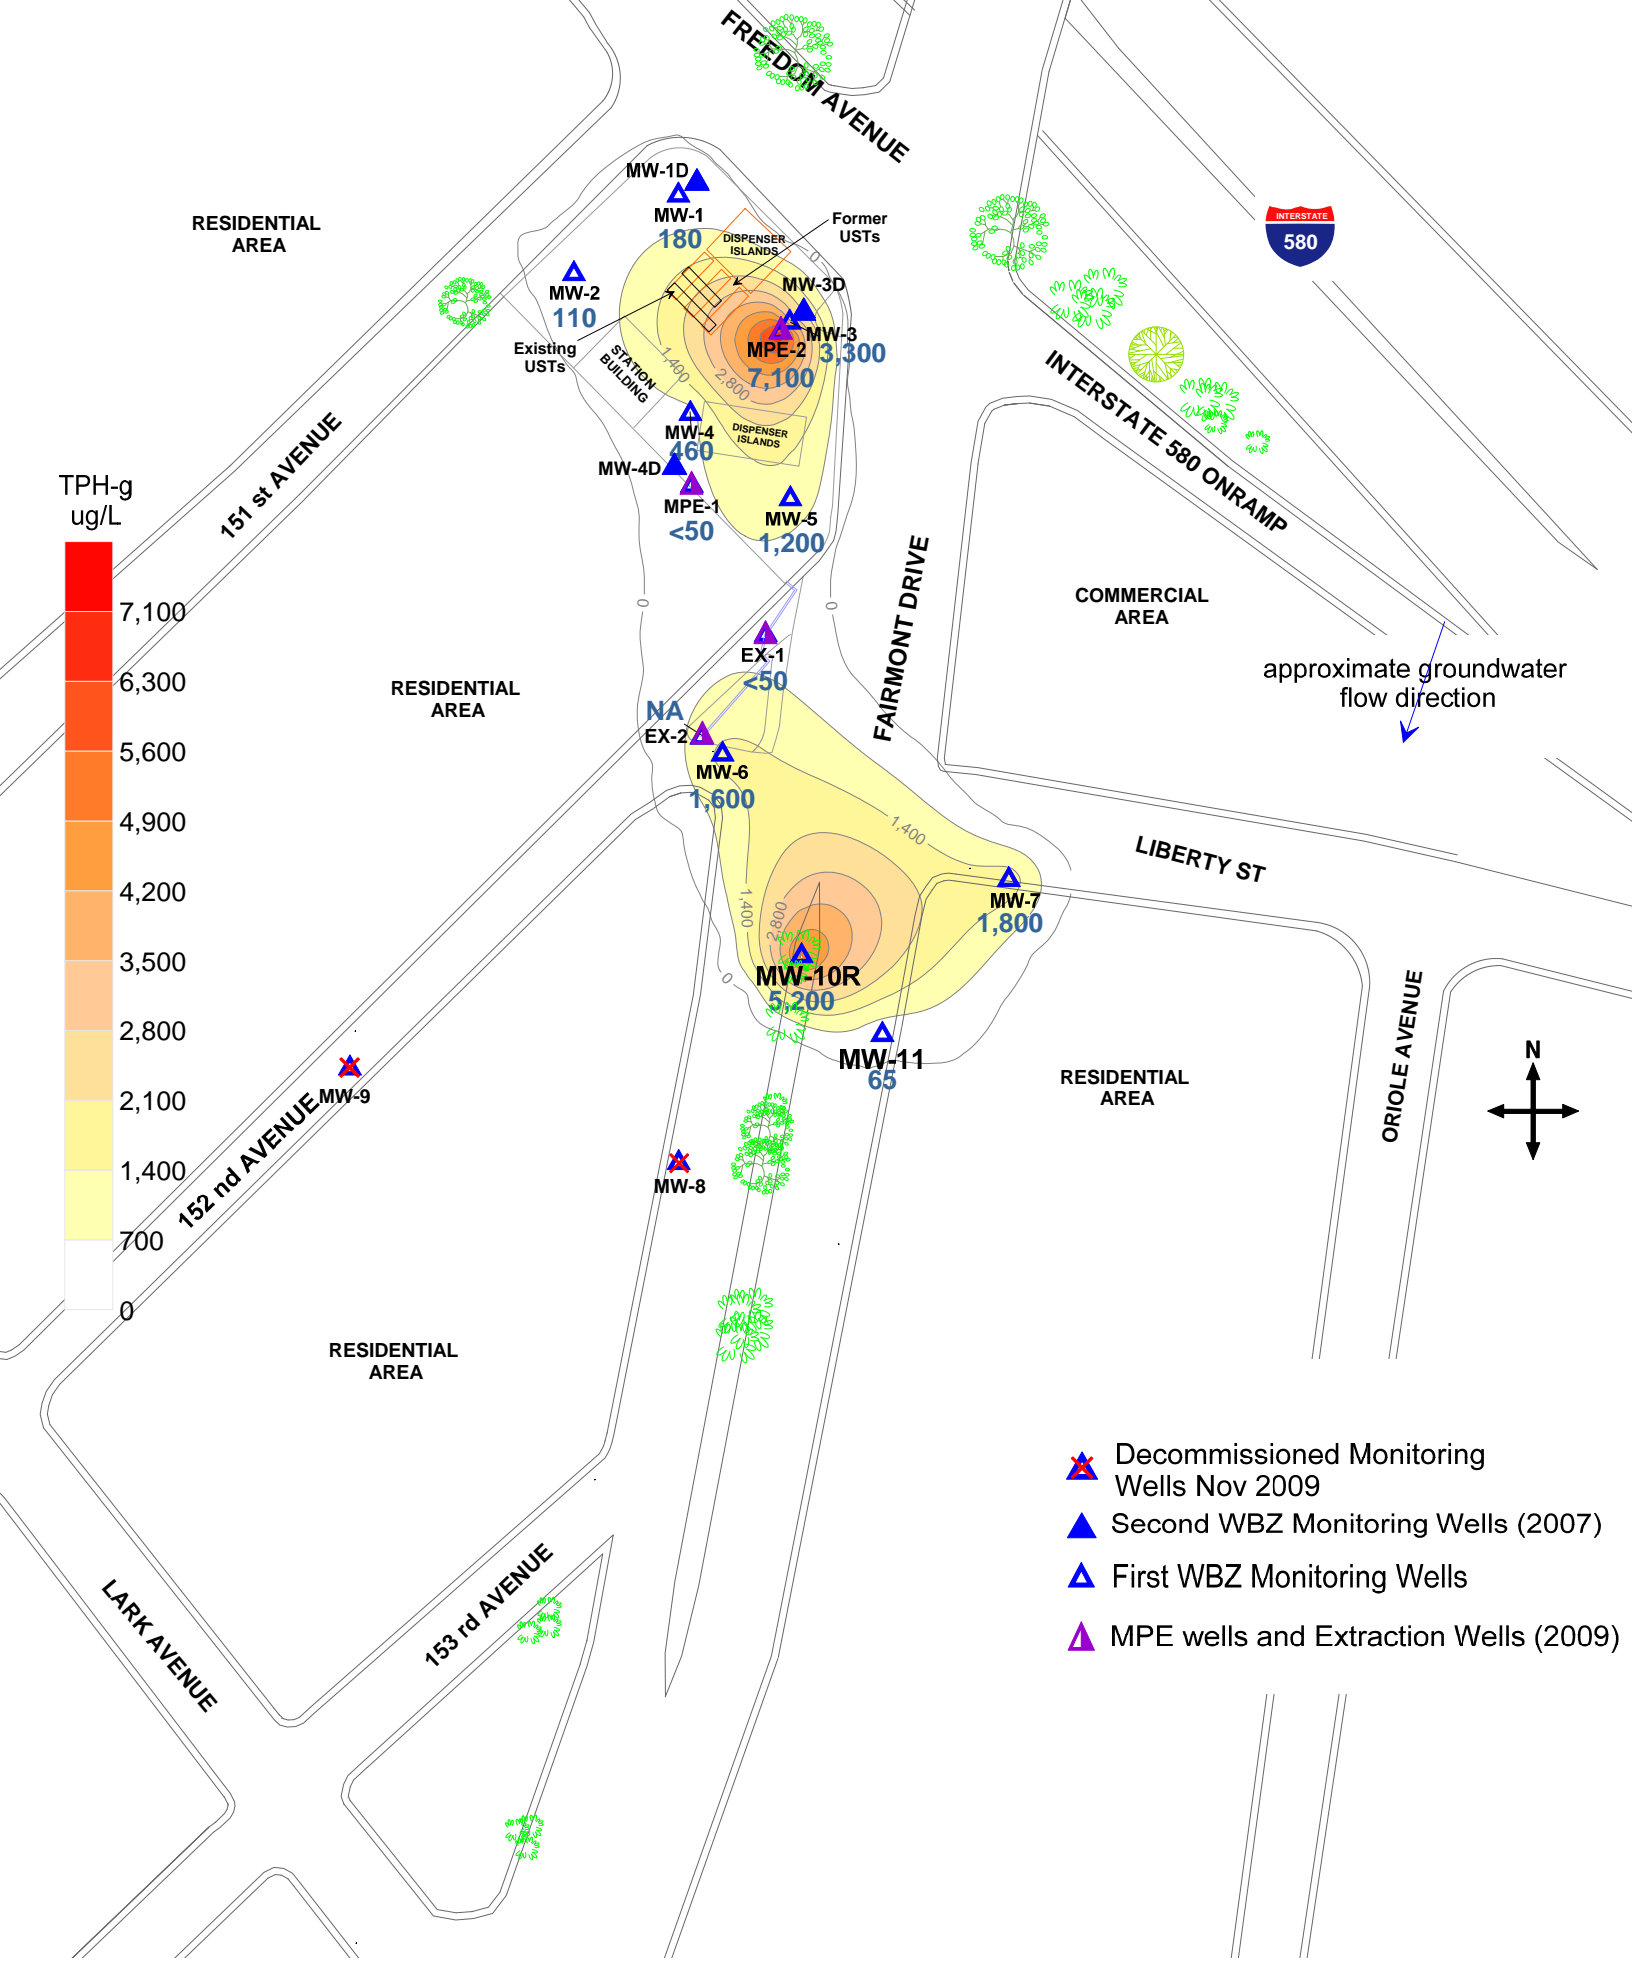 FREEDOM AVENUE
MW-1D
MW-1
180
RESIDENTIAL
AREA
Former
USTs
DISPENSER
ISLANDS
0
INTERSTATE
580
MW-2
110
MW-3D
MW-3
3,300
MPE-2
7,100
Existing
USTs
STATION
BUILDING
1,400
2,800
INTERSTATE 580 ONRAMP
MW-4
460
DISPENSER
ISLANDS
MW-4D
MPE-1
<50
MW-5
1,200
151 st AVENUE
TPH-g
ug/L
7,100
6,300
5,600
4,900
4,200
3,500
2,800
2,100
1,400
700
0
0
0
FAIRMONT DRIVE
COMMERCIAL
AREA
EX-1
<50
RESIDENTIAL
AREA
approximate groundwater
flow direction
NA
EX-2
MW-6
1,600
1,400
LIBERTY ST
MW-7
1,800
1,400
2,800
MW-10R
5,200
0
MW-11
65
RESIDENTIAL
AREA
ORIOLE AVENUE
N
MW-9
152 nd AVENUE
MW-8
RESIDENTIAL
AREA
Decommissioned Monitoring
Wells Nov 2009
Second WBZ Monitoring Wells (2007)
First WBZ Monitoring Wells
MPE wells and Extraction Wells (2009)
153 rd AVENUE
LARK AVENUE